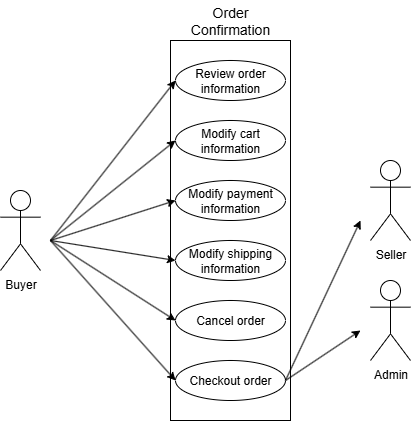 Order
Confirmation
Review order
information
Modify cart
information
Modify payment
information
Modify shipping
information
Cancel order
Checkout order
Buyer
Seller
Admin